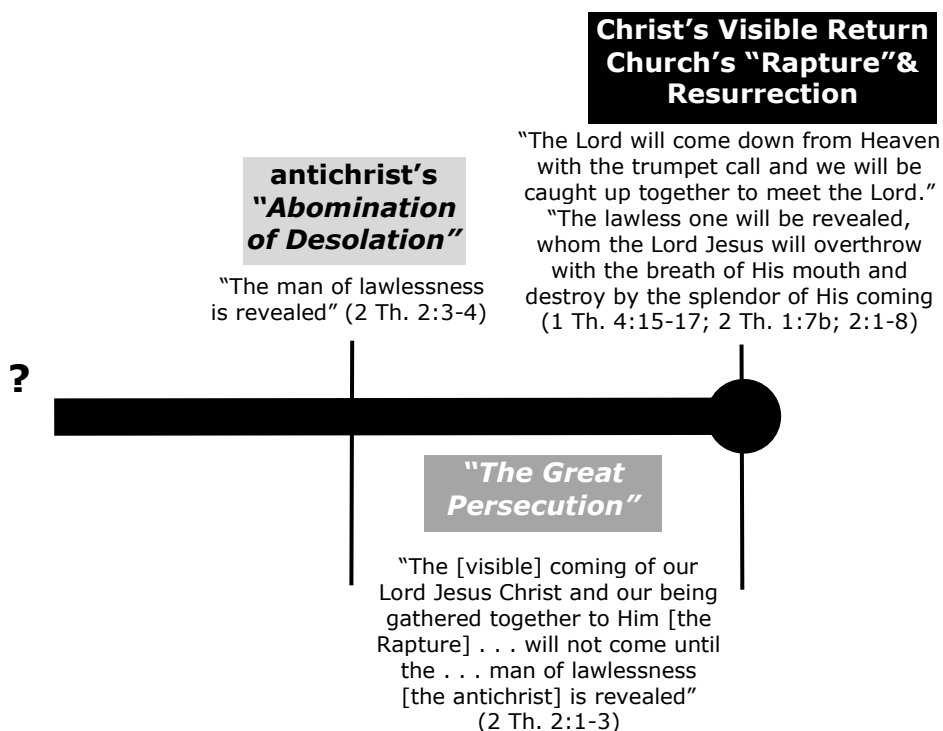 Christ's Visible Return
Church's "Rapture"&
Resurrection
"The Lord will come down from Heaven
with the trumpet call and we will be
caught up together to meet the Lord."
"The lawless one will be revealed,
whom the Lord Jesus will overthrow
with the breath of His mouth and
destroy by the splendor of His coming
(1 Th. 4:15-17; 2 Th. 1:7b; 2:1-8)
antichrist's
"Abomination
of Desolation"
"The man of lawlessness
is revealed" (2 Th. 2:3-4)
?
"The Great
Persecution"
"The [visible] coming of our
Lord Jesus Christ and our being
gathered together to Him [the
Rapture] . . . will not come until
the . . . man of lawlessness
[the antichrist] is revealed"
(2 Th. 2:1-3)